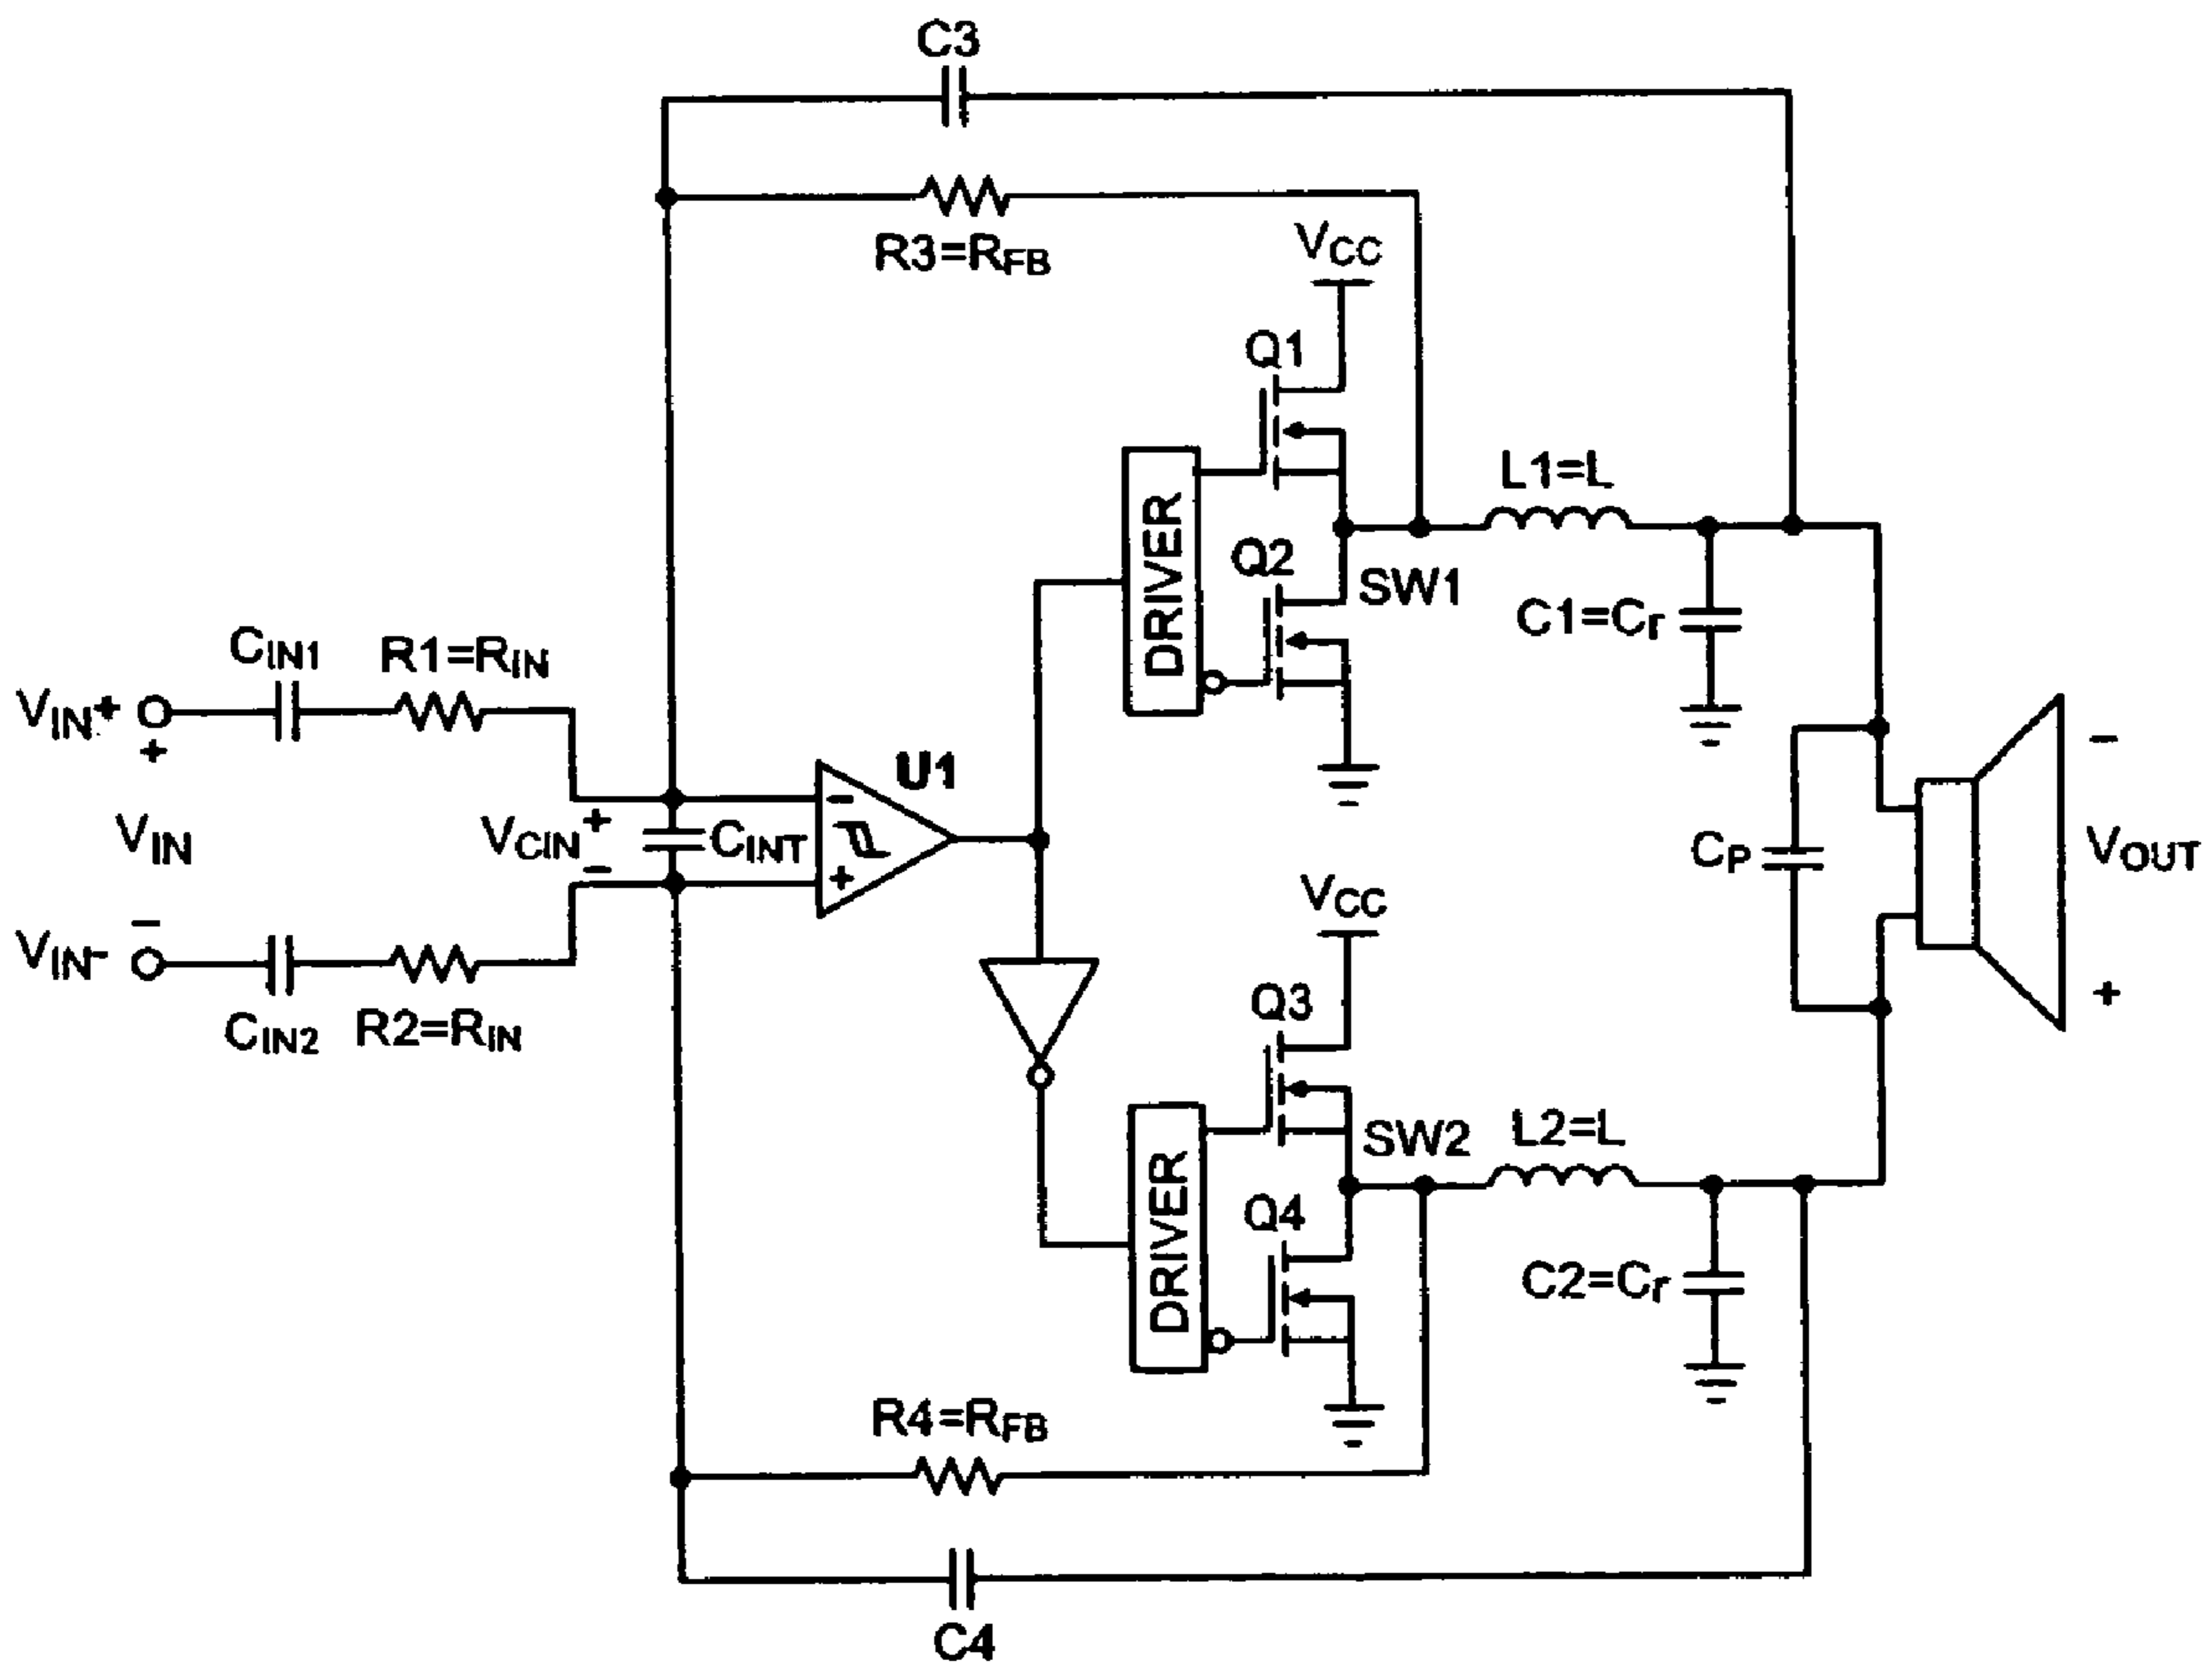 C3
R3=RFB
VCC
Q1
L1=L
DRIVER
Q2
SW1
C1=Cr
CIN1
R1=RIN
VIN+
+
U1
−
−
VIN
VCIN
+
CINT
CP
VOUT
−
+
VCC
−
VIN-
+
CIN2
R2=RIN
Q3
SW2
L2=L
DRIVER
Q4
C2=Cr
R4=RFB
C4